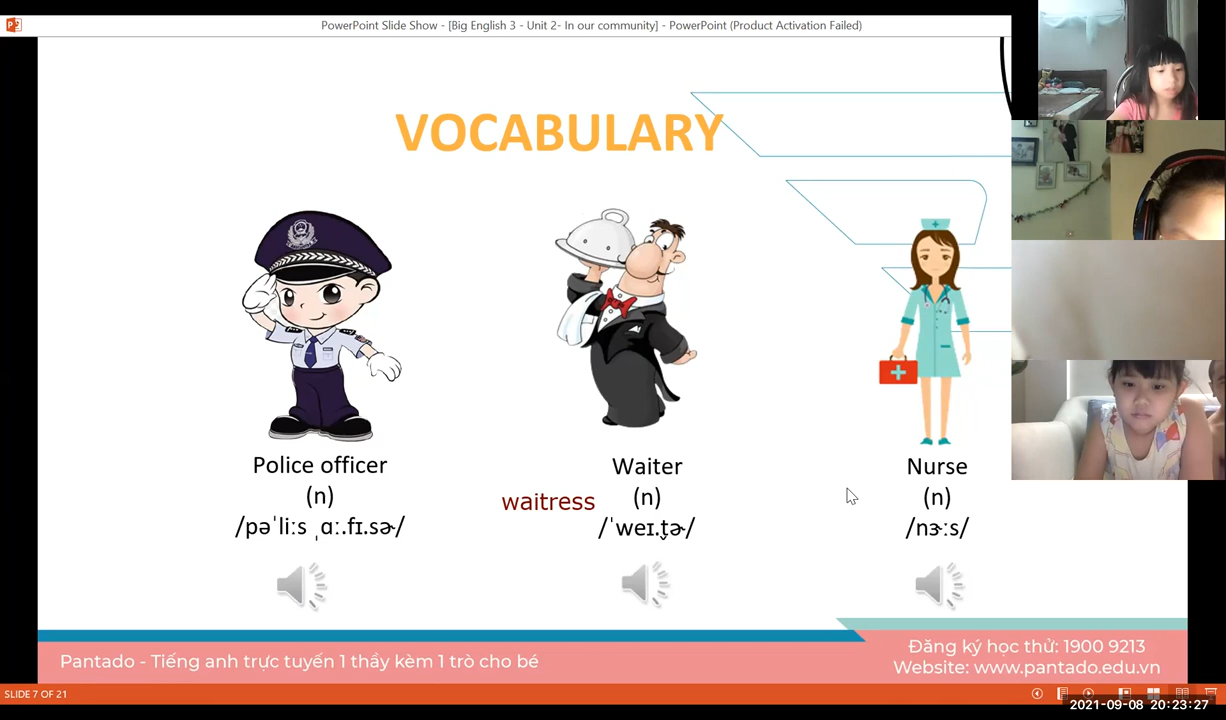 PowerPoint Slide Show - [Big English 3 - Unit 2- In our community] - PowerPoint (Product Activation Failed)
VOCABULARY
Police officer
(n)
/pəˈliːs ˌɑː.fɪ.sɚ/
waitress
Waiter
(n)
/ˈweɪ.t̬ɚ/
Nurse
(n)
/nɝːs/
Pantado - Tiếng anh trực tuyến 1 thầy kèm 1 trò cho bé
Đăng ký học thử: 1900 9213
Website: www.pantado.edu.vn
SLIDE 7 OF 21
2021-09-08 20:23:27